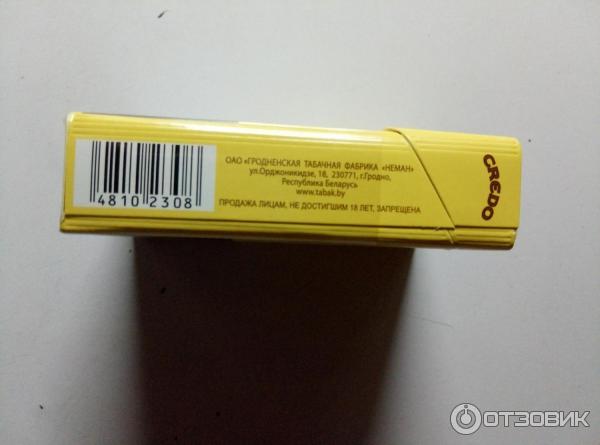 ОАО «ГРОДНЕНСКАЯ ТАБАЧНАЯ ФАБРИКА «НЕМАН»
ул.Орджоникидзе, 18, 230771, г.Гродно,
Республика Беларусь
www.tabak.by
ПРОДАЖА ЛИЦАМ, НЕ ДОСТИГШИМ 18 ЛЕТ, ЗАПРЕЩЕНА
4810 2308
CREDO
ОТЗОВИК